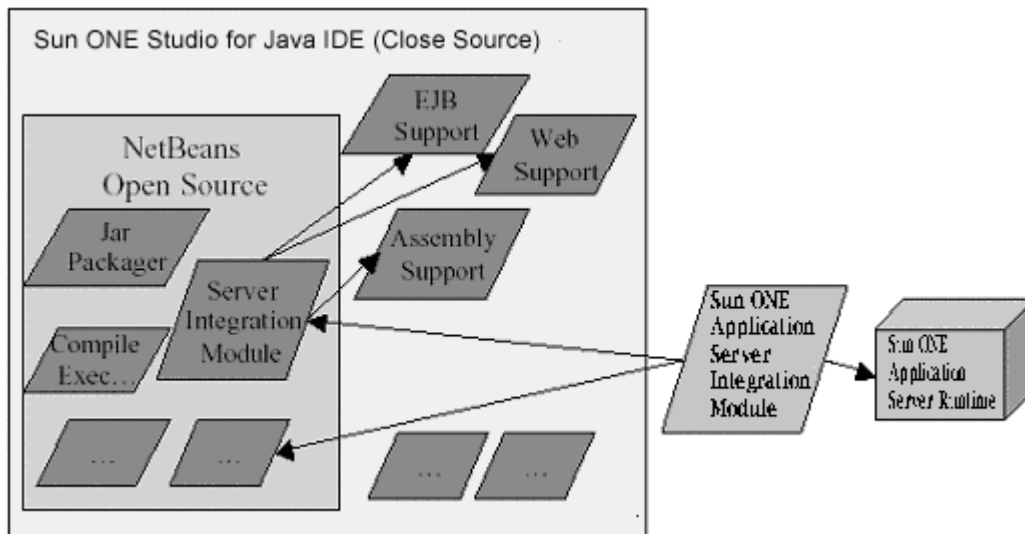 Sun ONE Studio for Java IDE (Close Source)
EJB
Support
Web
Support
NetBeans
Open Source
Jar
Packager
Assembly
Support
Server
Integration
Module
Compile
Exec…
…
…
…
…
Sun ONE
Application
Server
Integration
Module
Sun ONE
Application
Server Runtime